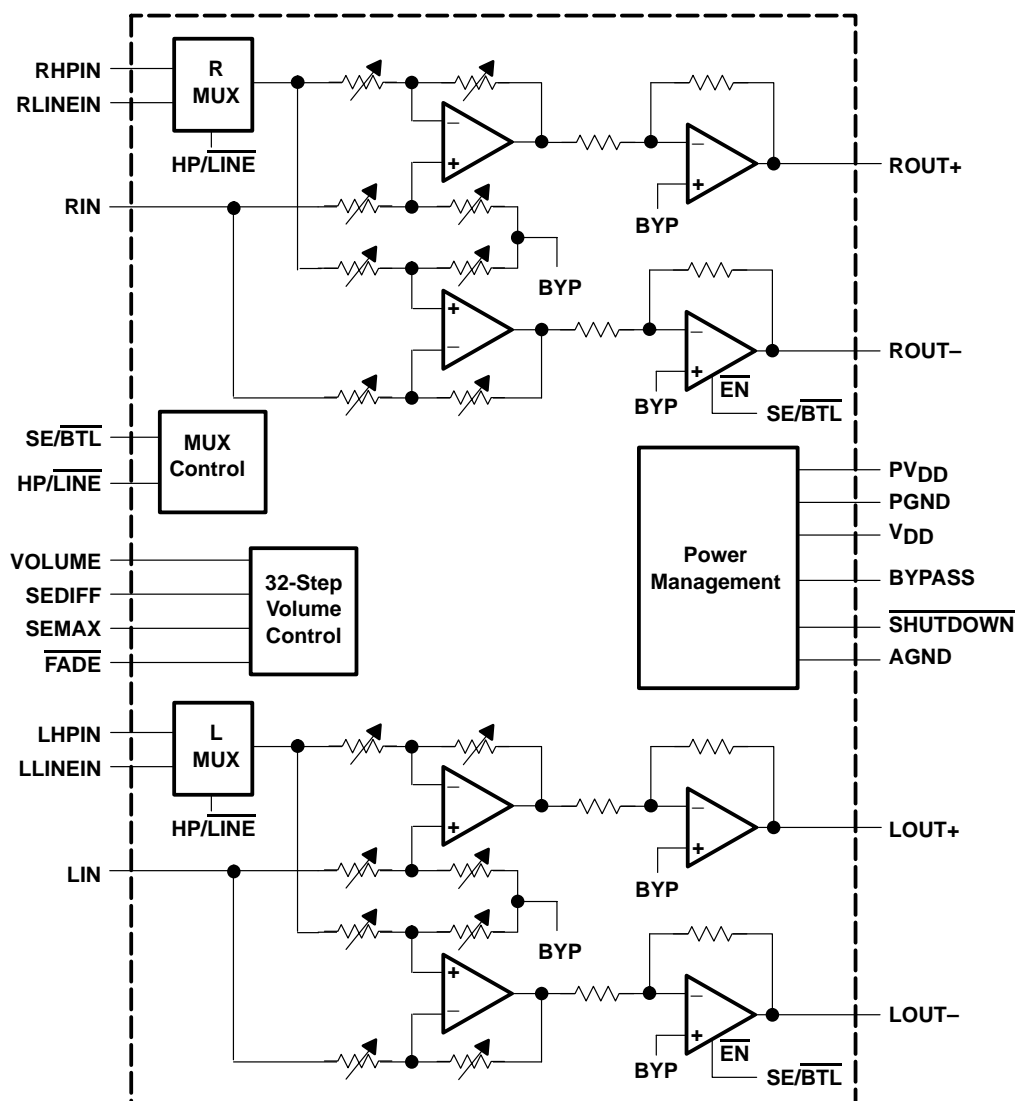 RHPIN
RLINEIN
R
MUX
HP/LINE
RIN
BYP
BYP
ROUT+
BYP
EN
SE/BTL
ROUT–
SE/BTL
HP/LINE
MUX
Control
VOLUME
SEDIFF
SEMAX
FADE
32-Step
Volume
Control
Power
Management
PVDD
PGND
VDD
BYPASS
SHUTDOWN
AGND
LHPIN
LLINEIN
L
MUX
HP/LINE
LIN
BYP
BYP
LOUT+
BYP
EN
SE/BTL
LOUT–